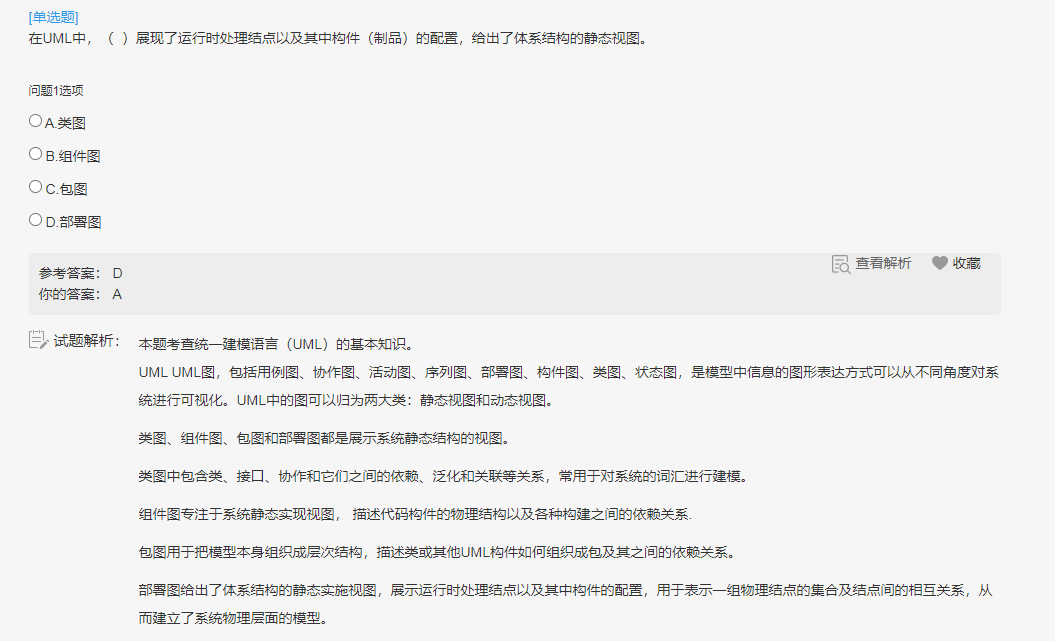 [单选题]
在UML中，（ ）展现了运行时处理结点以及其中构件（制品）的配置，给出了体系结构的静态视图。
问题1选项
A.类图
B.组件图
C.包图
D.部署图
参考答案： D
查看解析 收藏
你的答案： A
试题解析： 本题考查统一建模语言（UML）的基本知识。
UML UML图，包括用例图、协作图、活动图、序列图、部署图、构件图、类图、状态图，是模型中信息的图形表达方式可以从不同角度对系
统进行可视化。UML中的图可以归为两大类：静态视图和动态视图。
类图、组件图、包图和部署图都是展示系统静态结构的视图。
类图中包含类、接口、协作和它们之间的依赖、泛化和关联等关系，常用于对系统的词汇进行建模。
组件图专注于系统静态实现视图， 描述代码构件的物理结构以及各种构建之间的依赖关系.
包图用于把模型本身组织成层次结构，描述类或其他UML构件如何组织成包及其之间的依赖关系。
部署图给出了体系结构的静态实施视图，展示运行时处理结点以及其中构件的配置，用于表示一组物理结点的集合及结点间的相互关系，从
而建立了系统物理层面的模型。